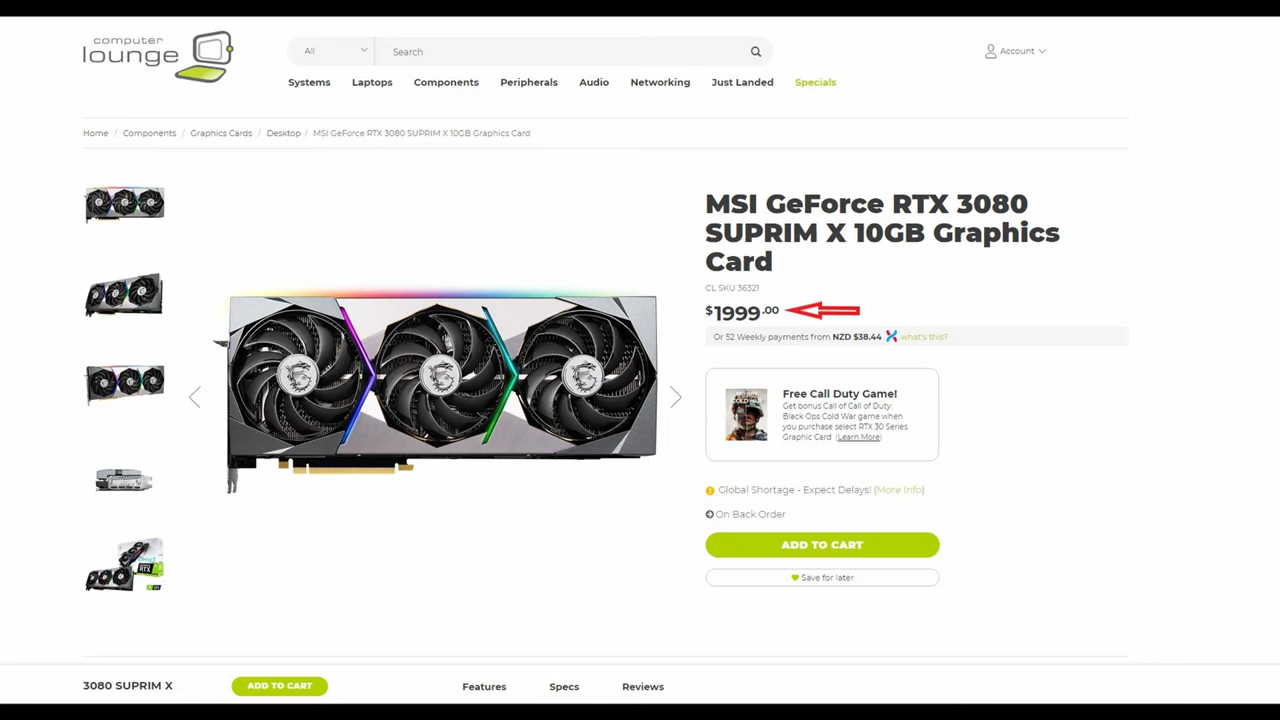 computer
lounge
All
Search
Account
Systems
Laptops
Components
Peripherals
Audio
Networking
Just Landed
Specials
Home / Components / Graphics Cards / Desktop / MSI GeForce RTX 3080 SUPRIM X 10GB Graphics Card
MSI GeForce RTX 3080
SUPRIM X 10GB Graphics
Card
CL SKU 36321
$1999.00
Or 52 Weekly payments from NZD $38.44 what's this?
Free Call Duty Game!
Get bonus Call of Call of Duty:
Black Ops Cold War game when
you purchase select RTX 30 Series
Graphic Card (Learn More)
Global Shortage - Expect Delays! (More Info)
On Back Order
ADD TO CART
Save for later
3080 SUPRIM X
ADD TO CART
Features
Specs
Reviews